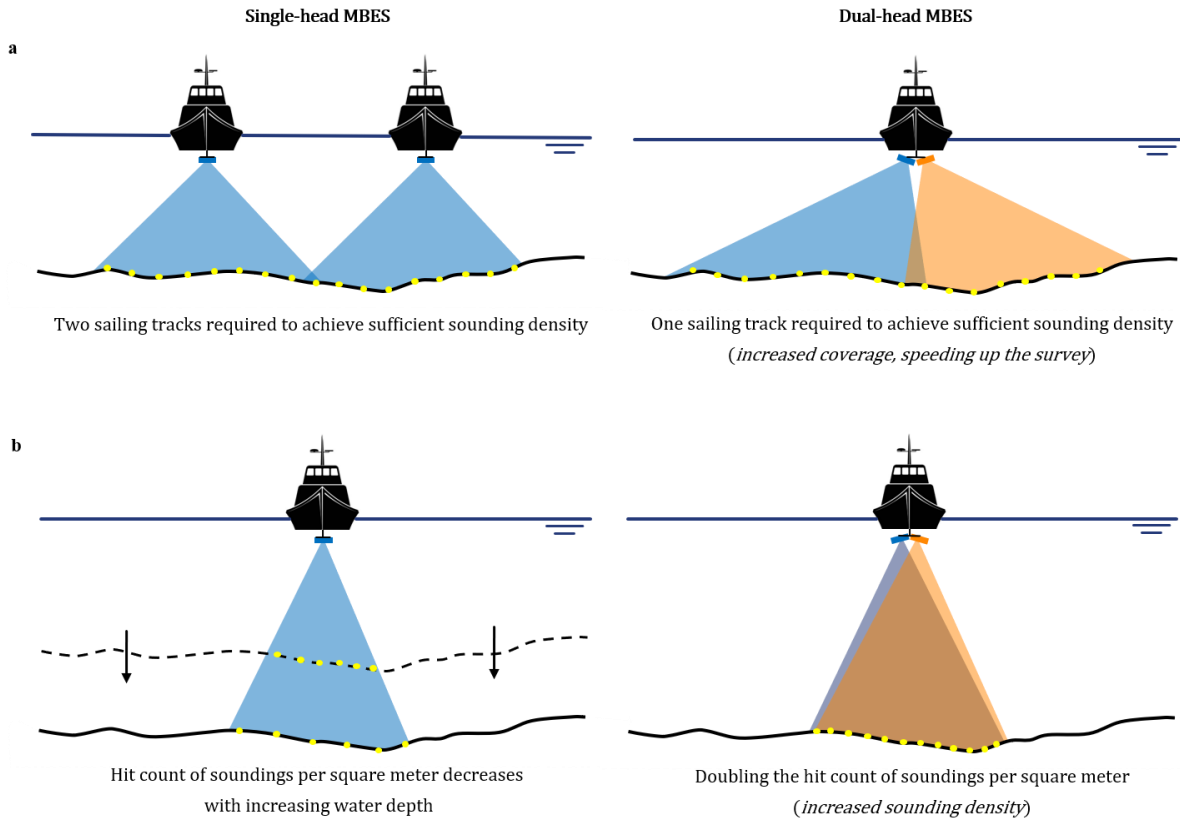 Single-head MBES
Dual-head MBES
a
Two sailing tracks required to achieve sufficient sounding density
One sailing track required to achieve sufficient sounding density
(increased coverage, speeding up the survey)
b
Hit count of soundings per square meter decreases
with increasing water depth
Doubling the hit count of soundings per square meter
(increased sounding density)